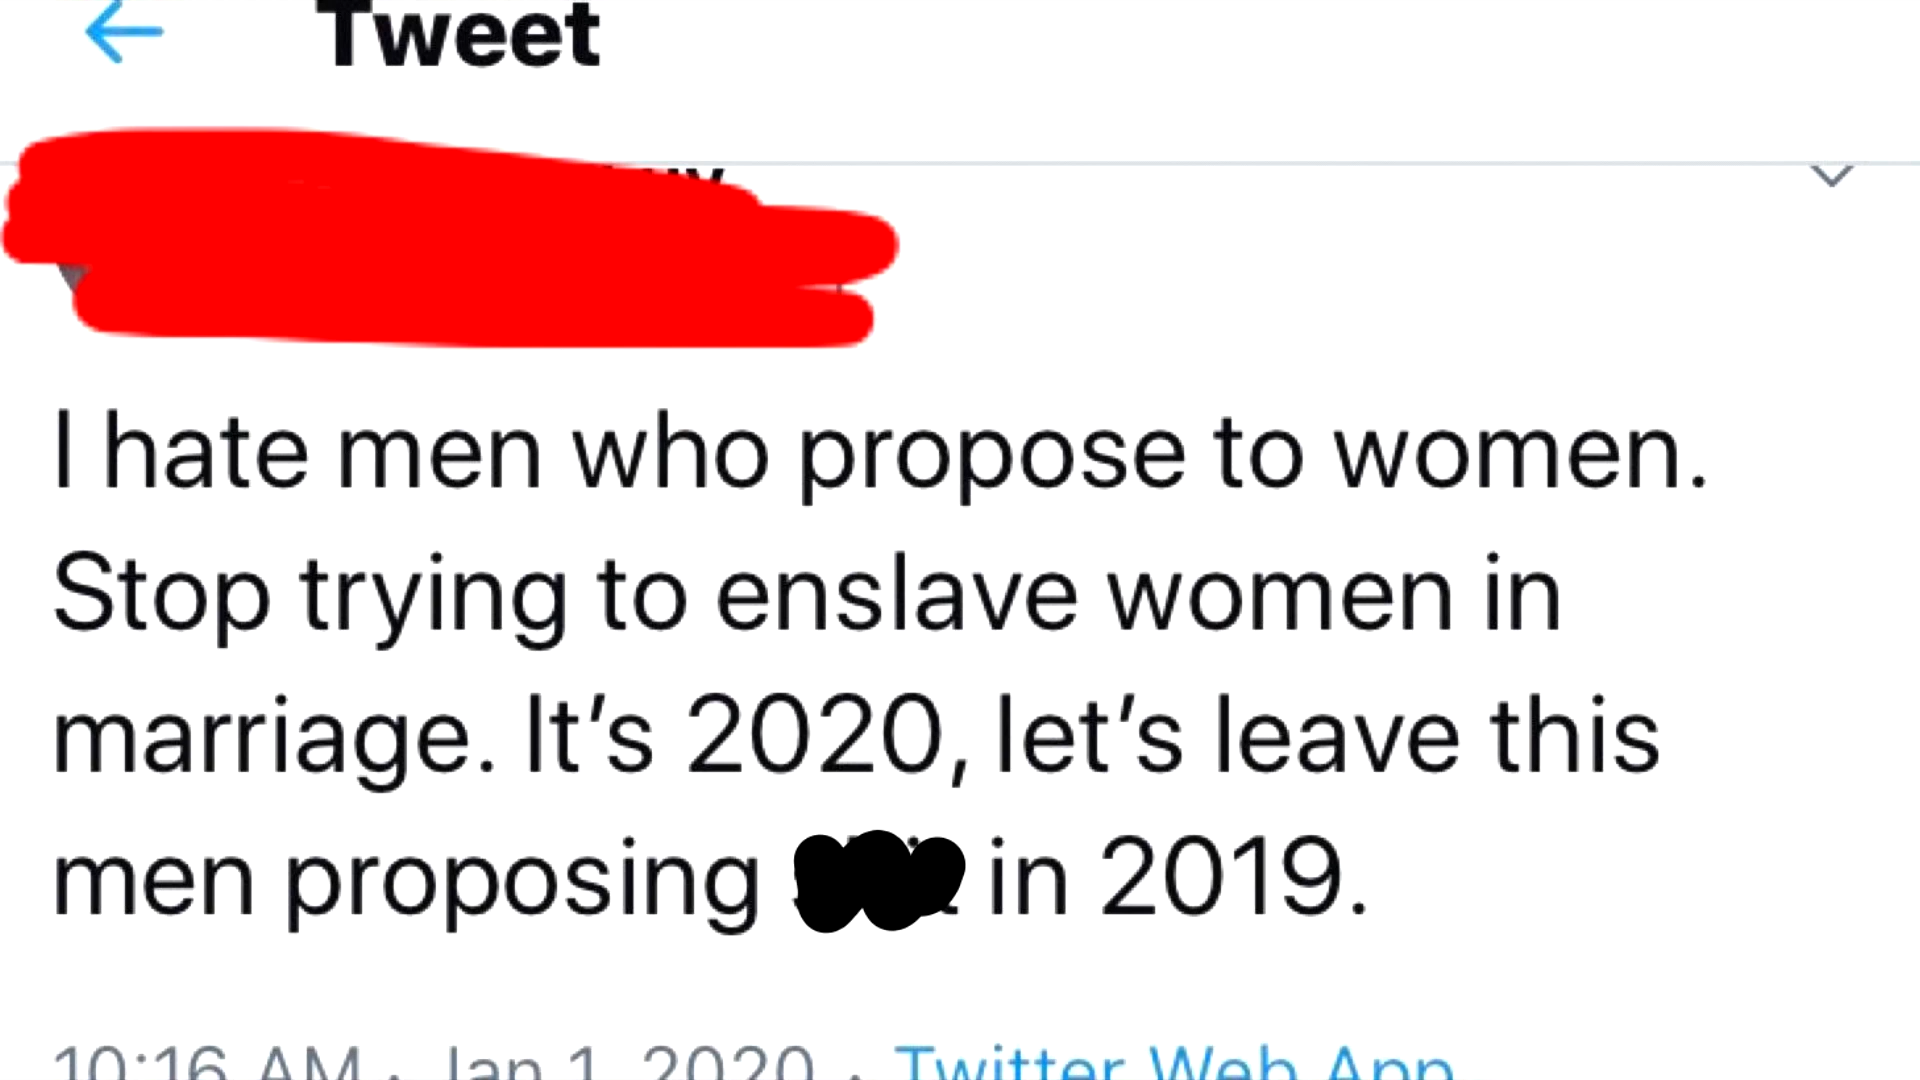 Tweet
I hate men who propose to women.
Stop trying to enslave women in
marriage. It's 2020, let's leave this
men proposing in 2019.
10:16 AM · Jan 1, 2020 · Twitter Web App